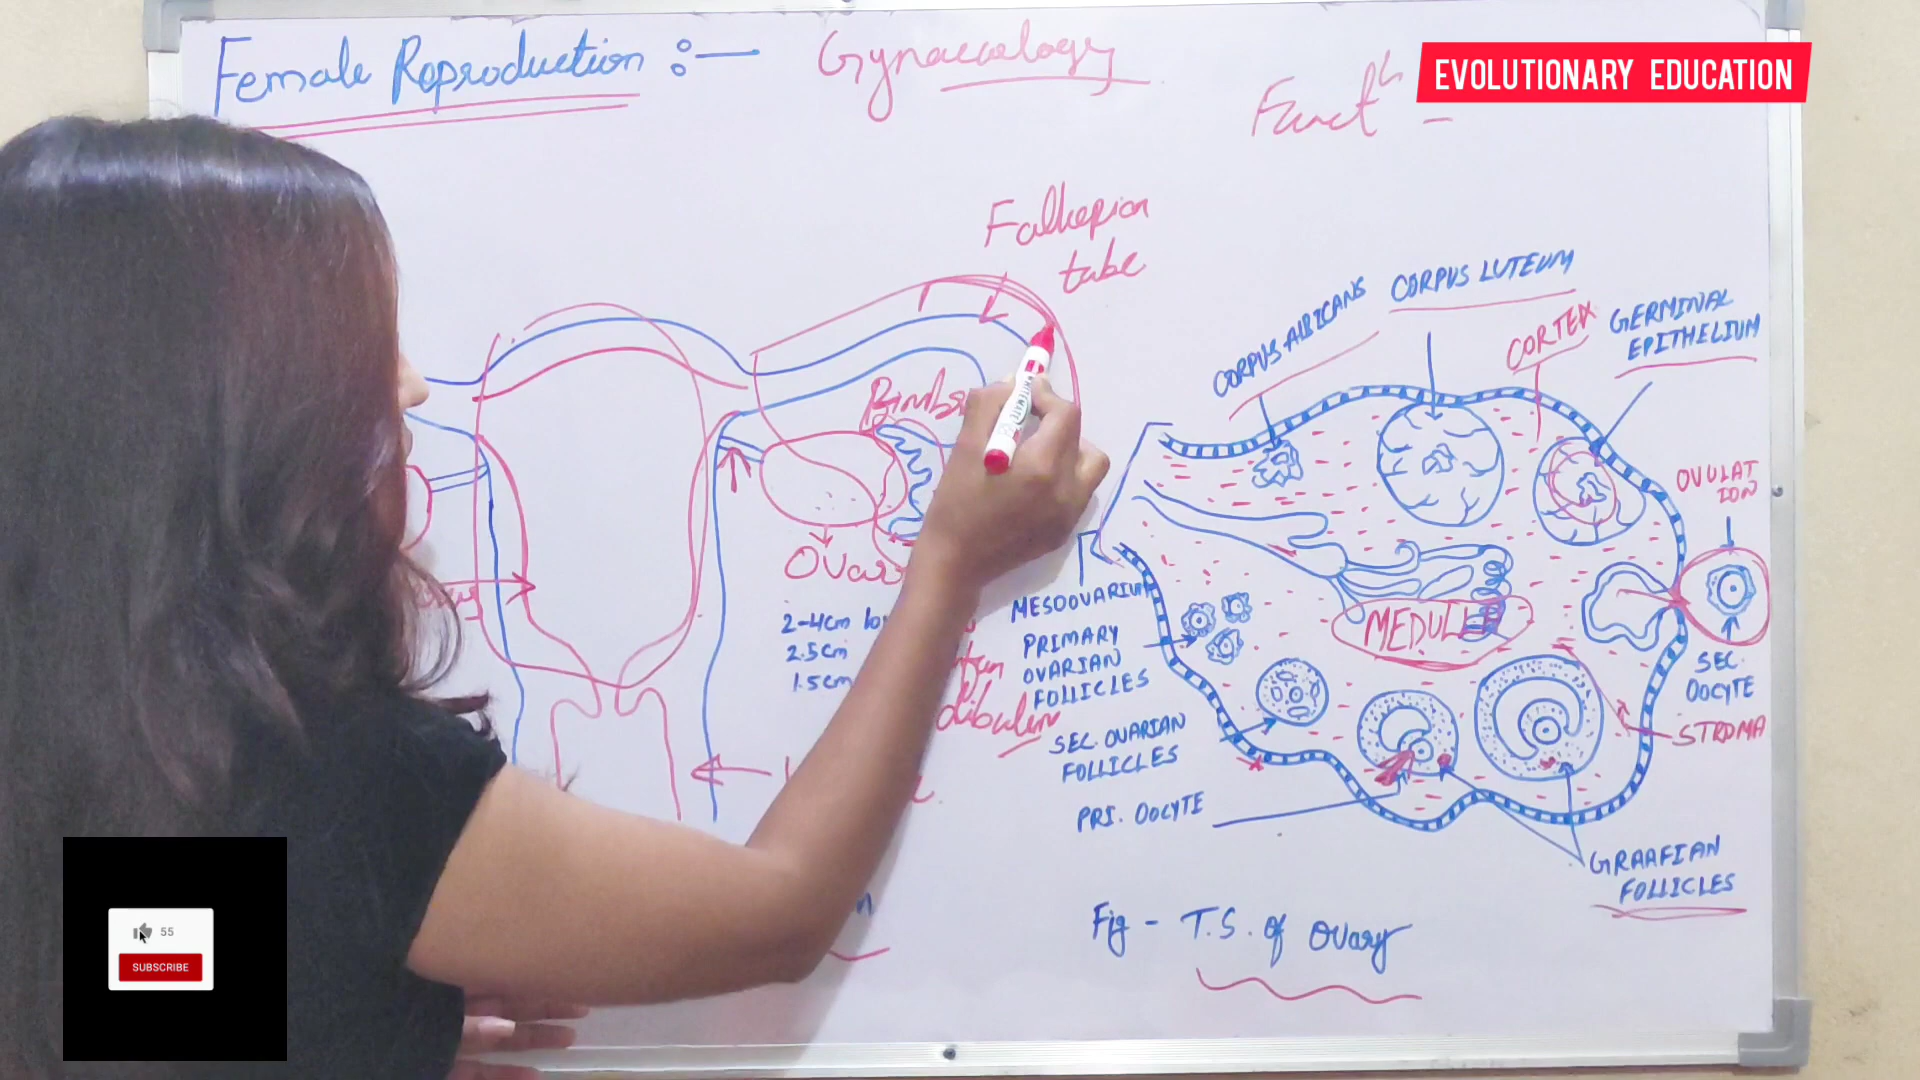 Female Reproduction :—
Gynaecology
Funct^n —
EVOLUTIONARY EDUCATION
Fallopian
tube
Ovary
2-4cm
2.5cm
1.5cm
CORPUS ALBICANS
CORPUS LUTEUM
CORTEX
GERMINAL
EPITHELIUM
OVULAT
ION
MESOOVARIUM
PRIMARY
OVARIAN
FOLLICLES
MEDULLA
SEC.
OOCYTE
STROMA
SEC. OVARIAN
FOLLICLES
PRI. OOCYTE
GRAAFIAN
FOLLICLES
Fig - T.S. of Ovary
55
SUBSCRIBE